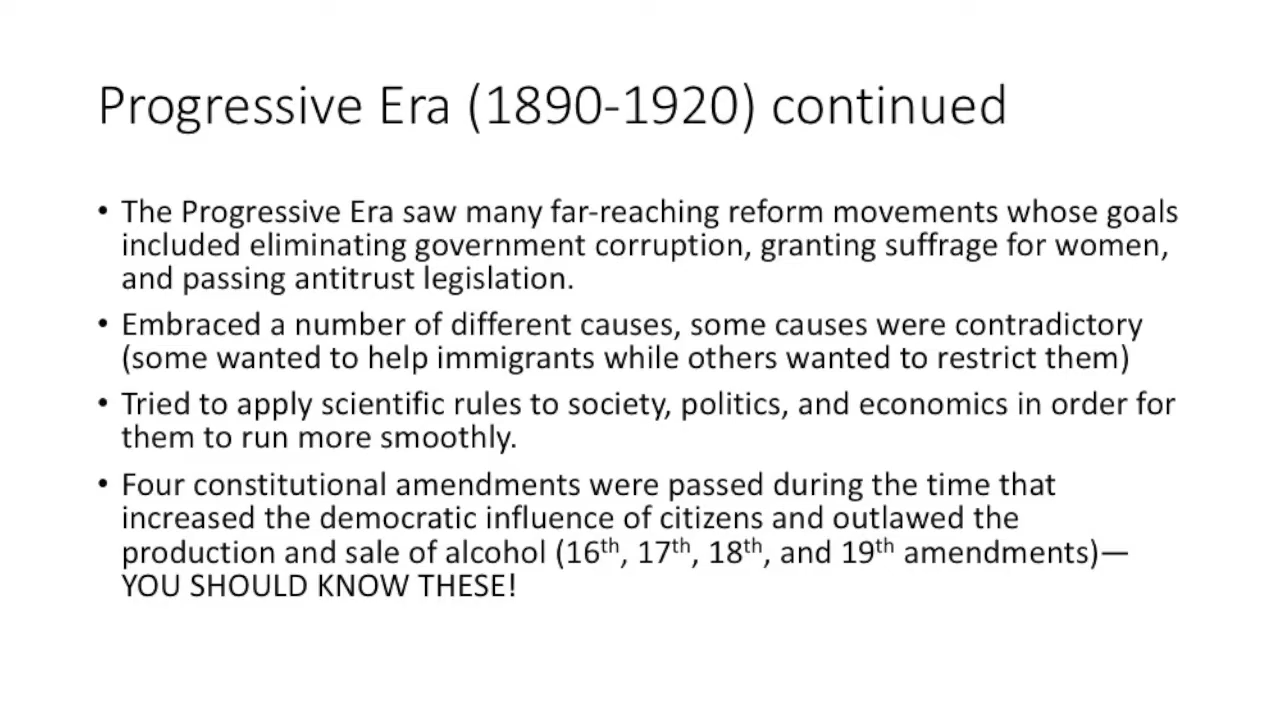 Progressive Era (1890-1920) continued
• The Progressive Era saw many far-reaching reform movements whose goals
included eliminating government corruption, granting suffrage for women,
and passing antitrust legislation.
• Embraced a number of different causes, some causes were contradictory
(some wanted to help immigrants while others wanted to restrict them)
• Tried to apply scientific rules to society, politics, and economics in order for
them to run more smoothly.
• Four constitutional amendments were passed during the time that
increased the democratic influence of citizens and outlawed the
production and sale of alcohol (16th, 17th, 18th, and 19th amendments)—
YOU SHOULD KNOW THESE!